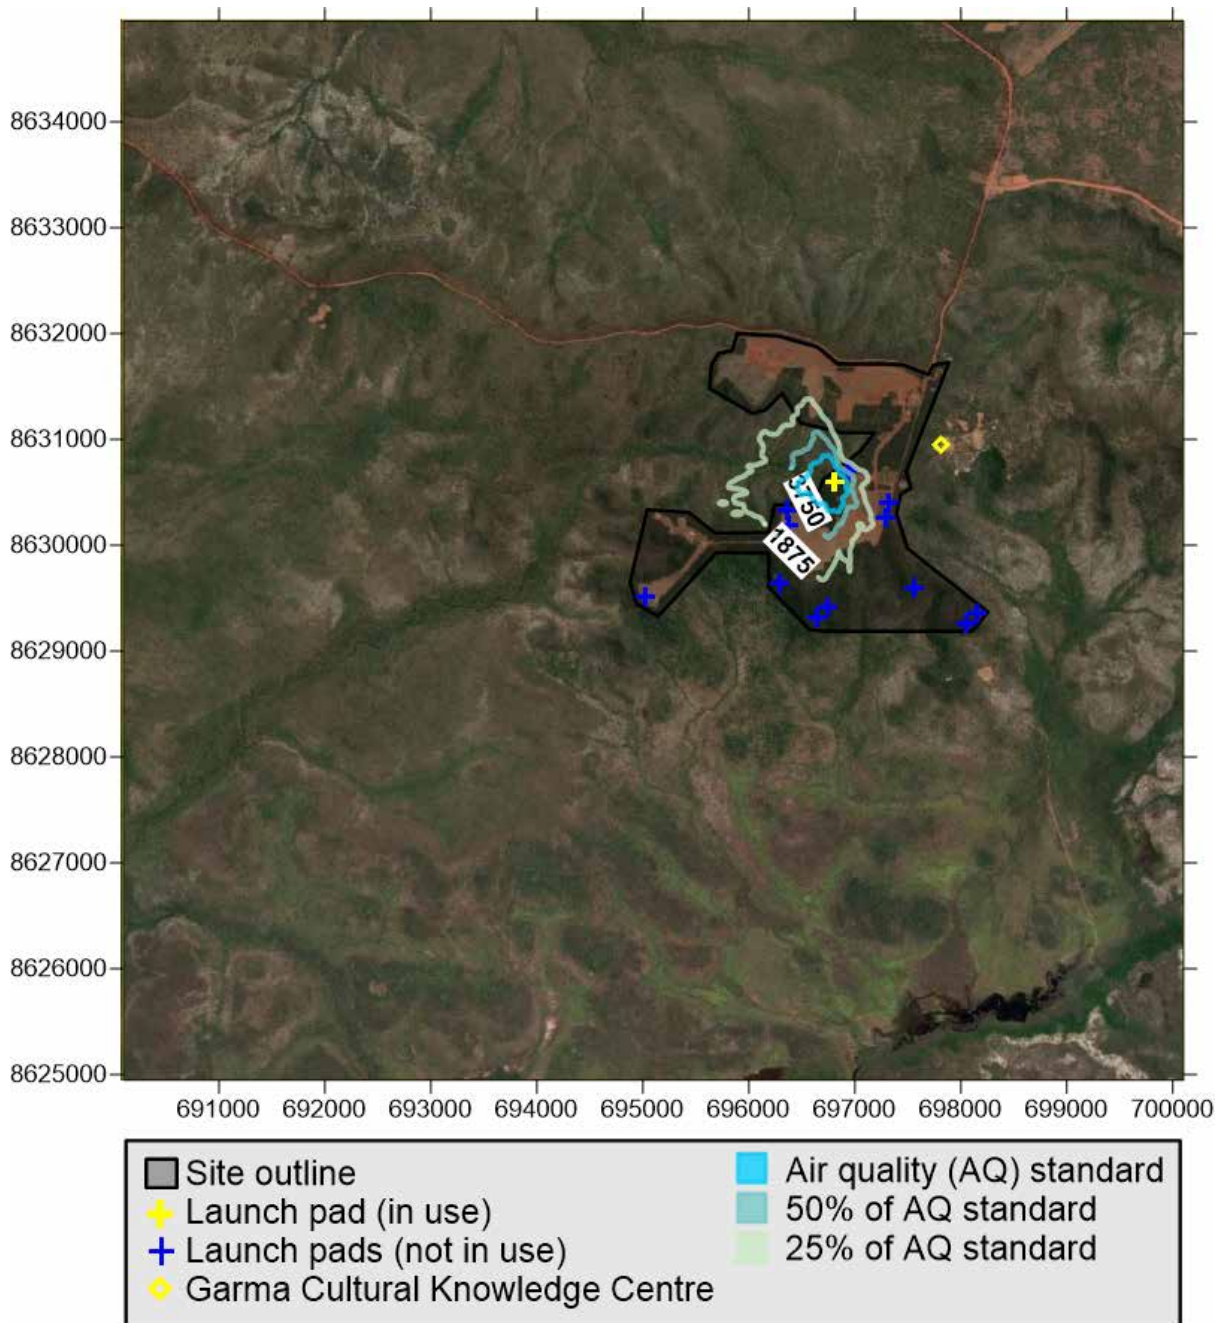 8634000
8633000
8632000
8631000
8630000
8629000
8628000
8627000
8626000
8625000
3750
1875
691000 692000 693000 694000 695000 696000 697000 698000 699000 700000
Site outline
Launch pad (in use)
Launch pads (not in use)
Garma Cultural Knowledge Centre
Air quality (AQ) standard
50% of AQ standard
25% of AQ standard